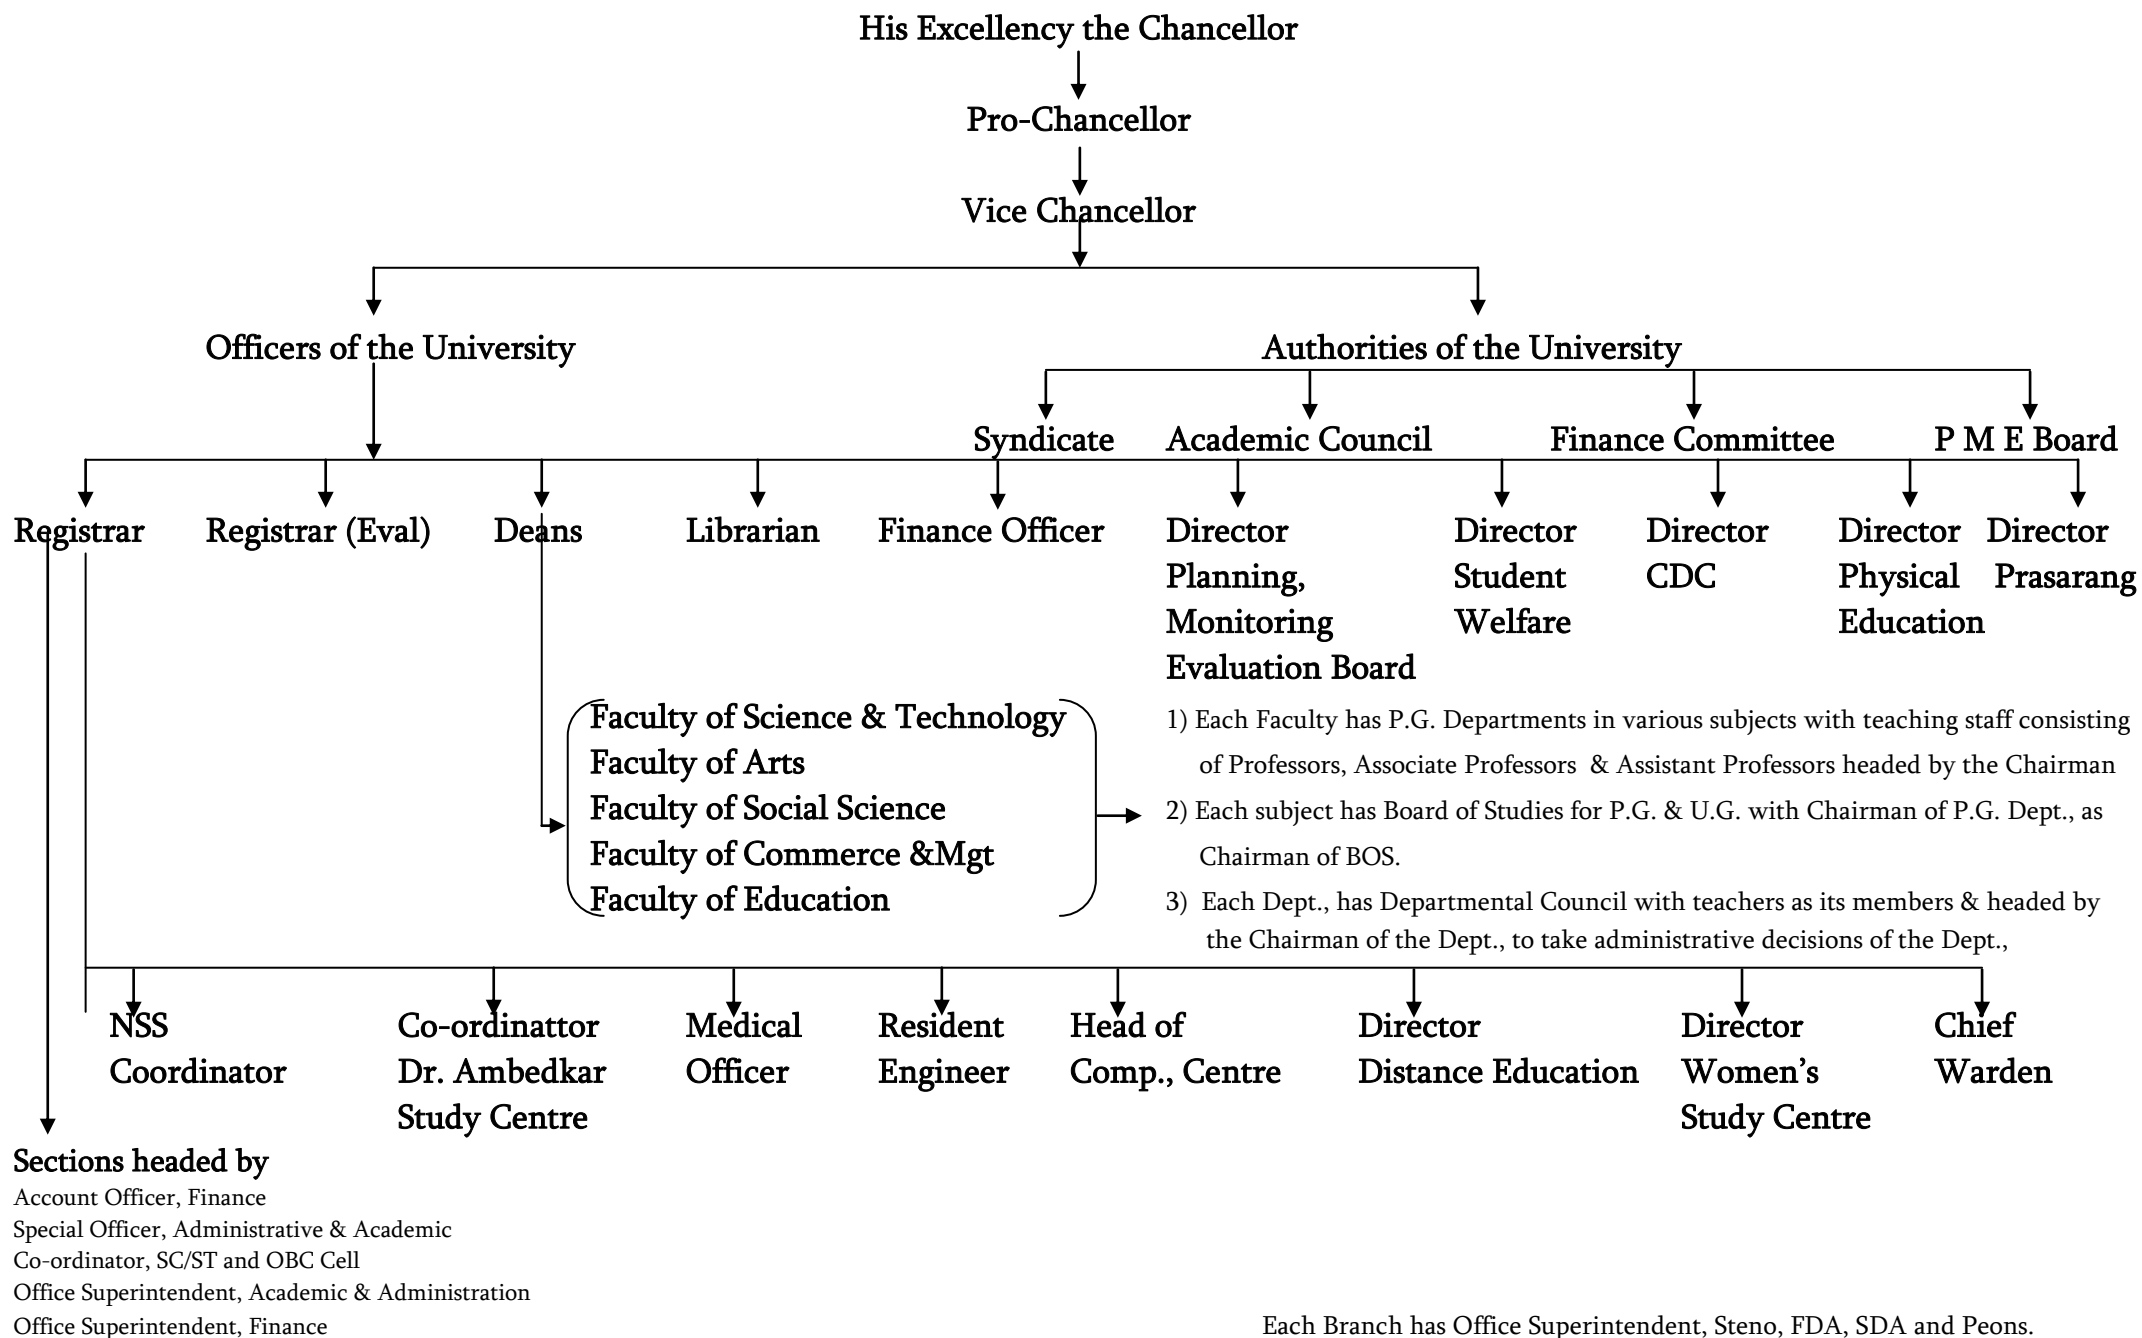 His Excellency the Chancellor
Pro-Chancellor
Vice Chancellor
Officers of the University
Authorities of the University
Syndicate
Academic Council
Finance Committee
P M E Board
Registrar
Registrar (Eval)
Deans
Librarian
Finance Officer
Director
Planning,
Monitoring
Evaluation Board
Director
Student
Welfare
Director
CDC
Director
Physical
Education
Director
Prasarang
Faculty of Science & Technology
Faculty of Arts
Faculty of Social Science
Faculty of Commerce &Mgt
Faculty of Education
1) Each Faculty has P.G. Departments in various subjects with teaching staff consisting
of Professors, Associate Professors & Assistant Professors headed by the Chairman
2) Each subject has Board of Studies for P.G. & U.G. with Chairman of P.G. Dept., as
Chairman of BOS.
3) Each Dept., has Departmental Council with teachers as its members & headed by
the Chairman of the Dept., to take administrative decisions of the Dept.,
NSS
Coordinator
Co-ordinattor
Dr. Ambedkar
Study Centre
Medical
Officer
Resident
Engineer
Head of
Comp., Centre
Director
Distance Education
Director
Women’s
Study Centre
Chief
Warden
Sections headed by
Account Officer, Finance
Special Officer, Administrative & Academic
Co-ordinator, SC/ST and OBC Cell
Office Superintendent, Academic & Administration
Office Superintendent, Finance
Each Branch has Office Superintendent, Steno, FDA, SDA and Peons.